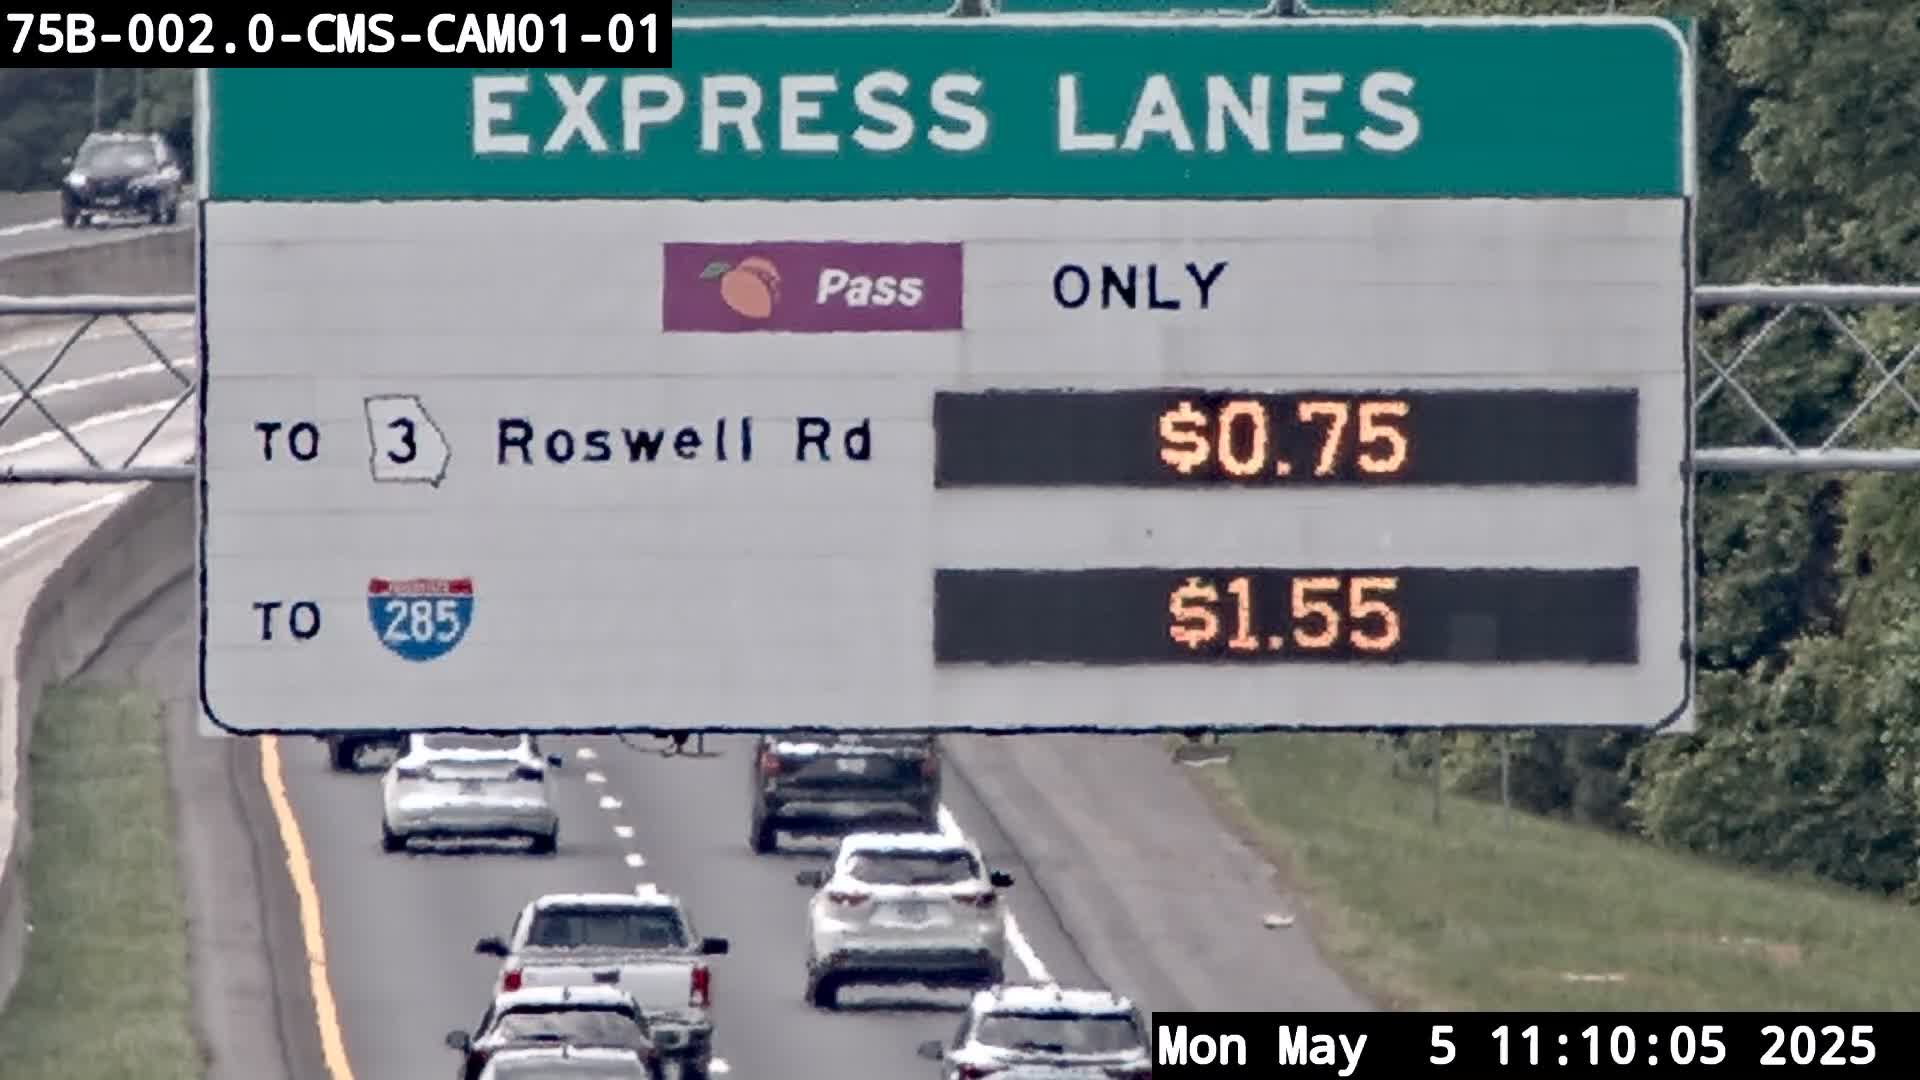 75B-002.0-CMS-CAM01-01
EXPRESS LANES
Pass ONLY
TO 3 Roswell Rd $0.75
TO 285 $1.55
Mon May 5 11:10:05 2025